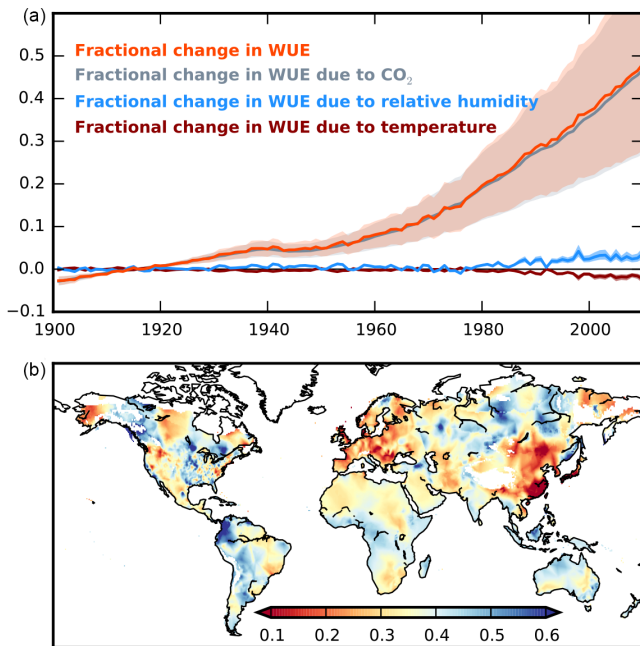 (a)
0.6
Fractional change in WUE
0.5
Fractional change in WUE due to CO₂
0.4
Fractional change in WUE due to relative humidity
Fractional change in WUE due to temperature
0.3
0.2
0.1
0.0
−0.1
1900 1920 1940 1960 1980 2000
(b)
0.1 0.2 0.3 0.4 0.5 0.6